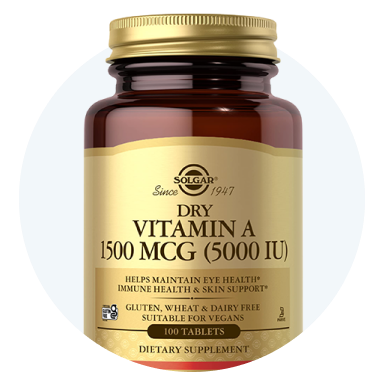 SOLGAR®
Since 1947
DRY
VITAMIN A
1500 MCG (5000 IU)
HELPS MAINTAIN EYE HEALTH*
IMMUNE HEALTH & SKIN SUPPORT*
GLUTEN, WHEAT & DAIRY FREE
SUITABLE FOR VEGANS
100 TABLETS
DIETARY SUPPLEMENT